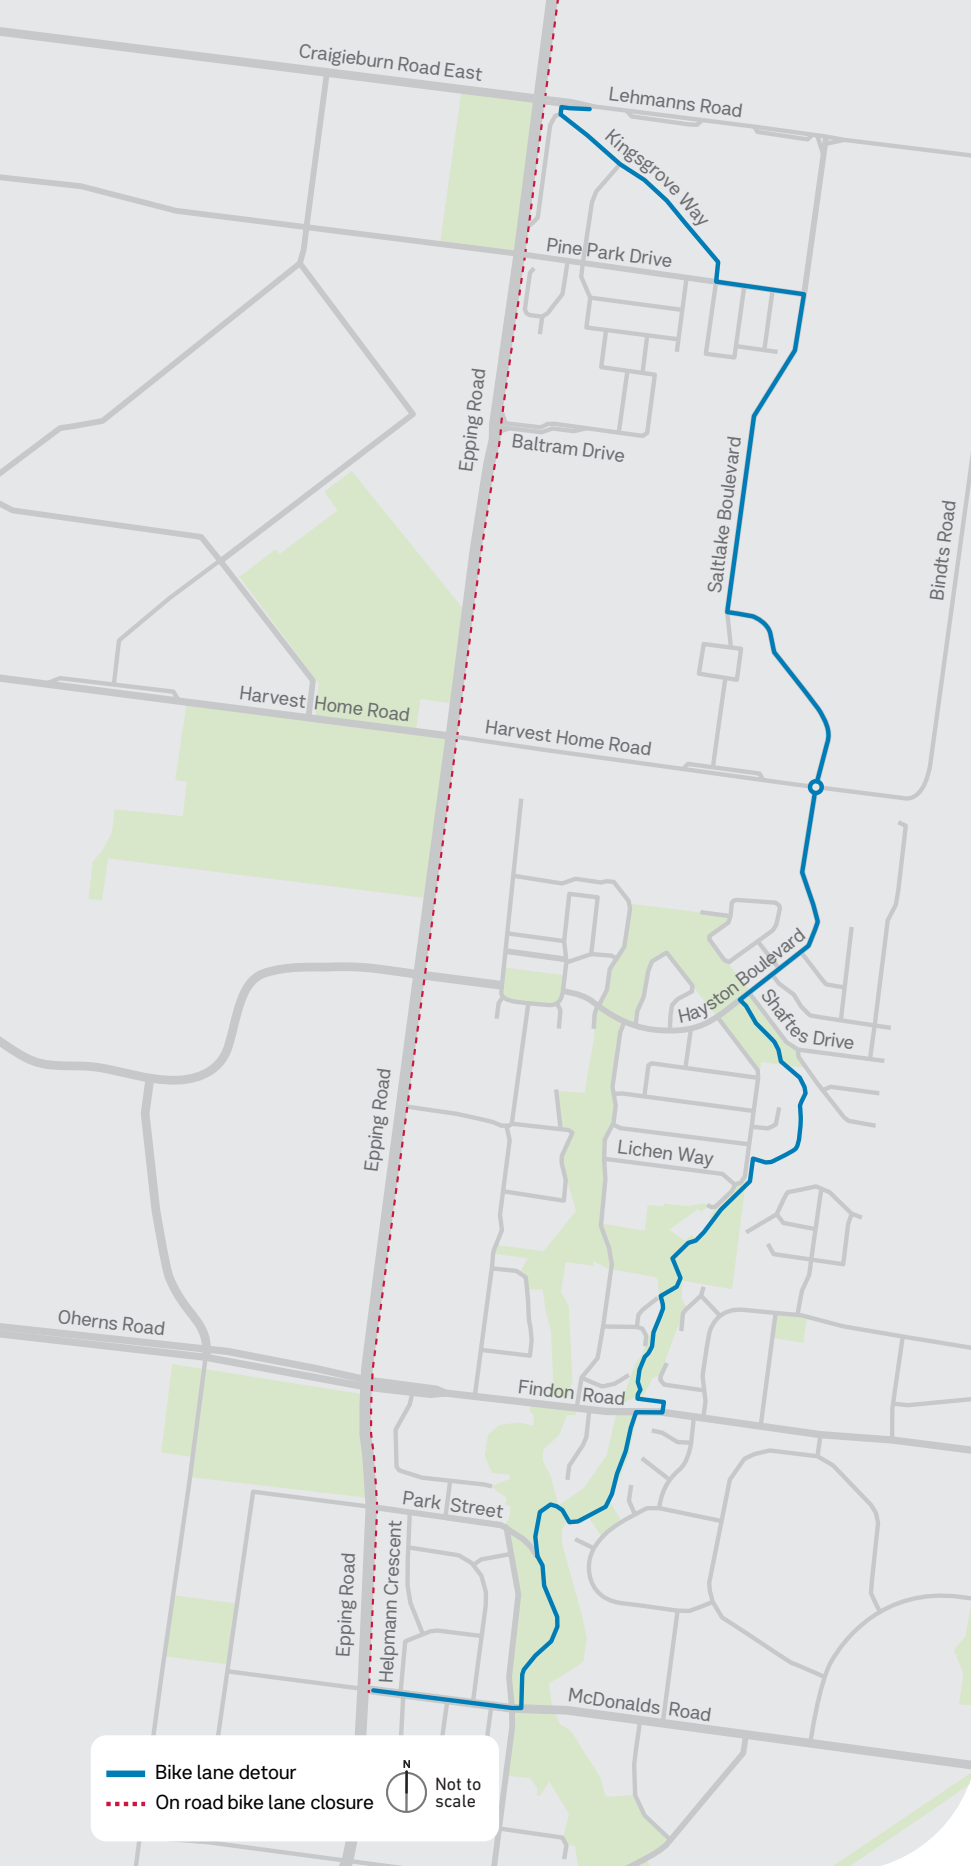 Craigieburn Road East
Lehmanns Road
Kingsgrove Way
Pine Park Drive
Epping Road
Baltram Drive
Saltlake Boulevard
Bindts Road
Harvest Home Road
Harvest Home Road
Hayston Boulevard
Shaftes Drive
Epping Road
Lichen Way
Oherns Road
Findon Road
Park Street
Helpmann Crescent
Epping Road
McDonalds Road
Bike lane detour
On road bike lane closure
N
Not to
scale